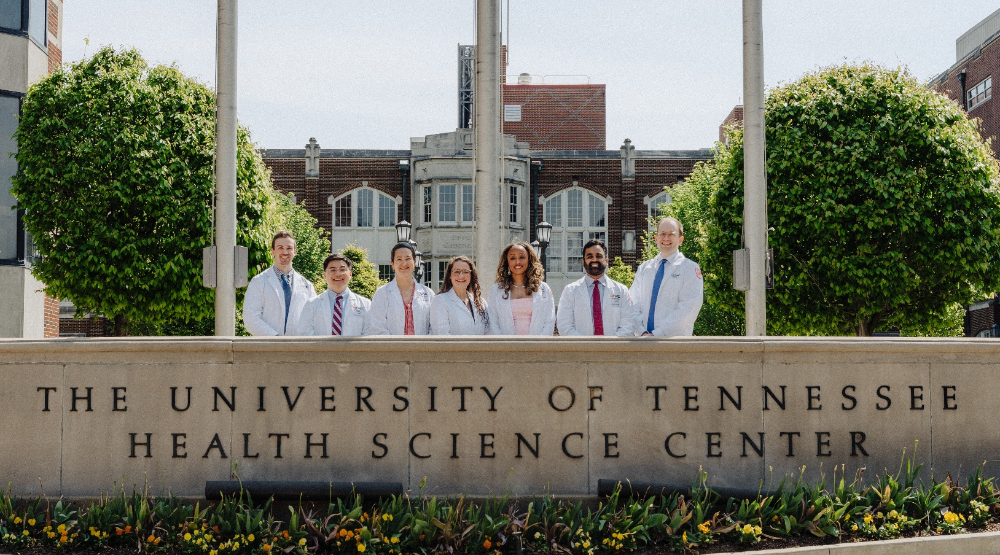 THE UNIVERSITY OF TENNESSEE
HEALTH SCIENCE CENTER